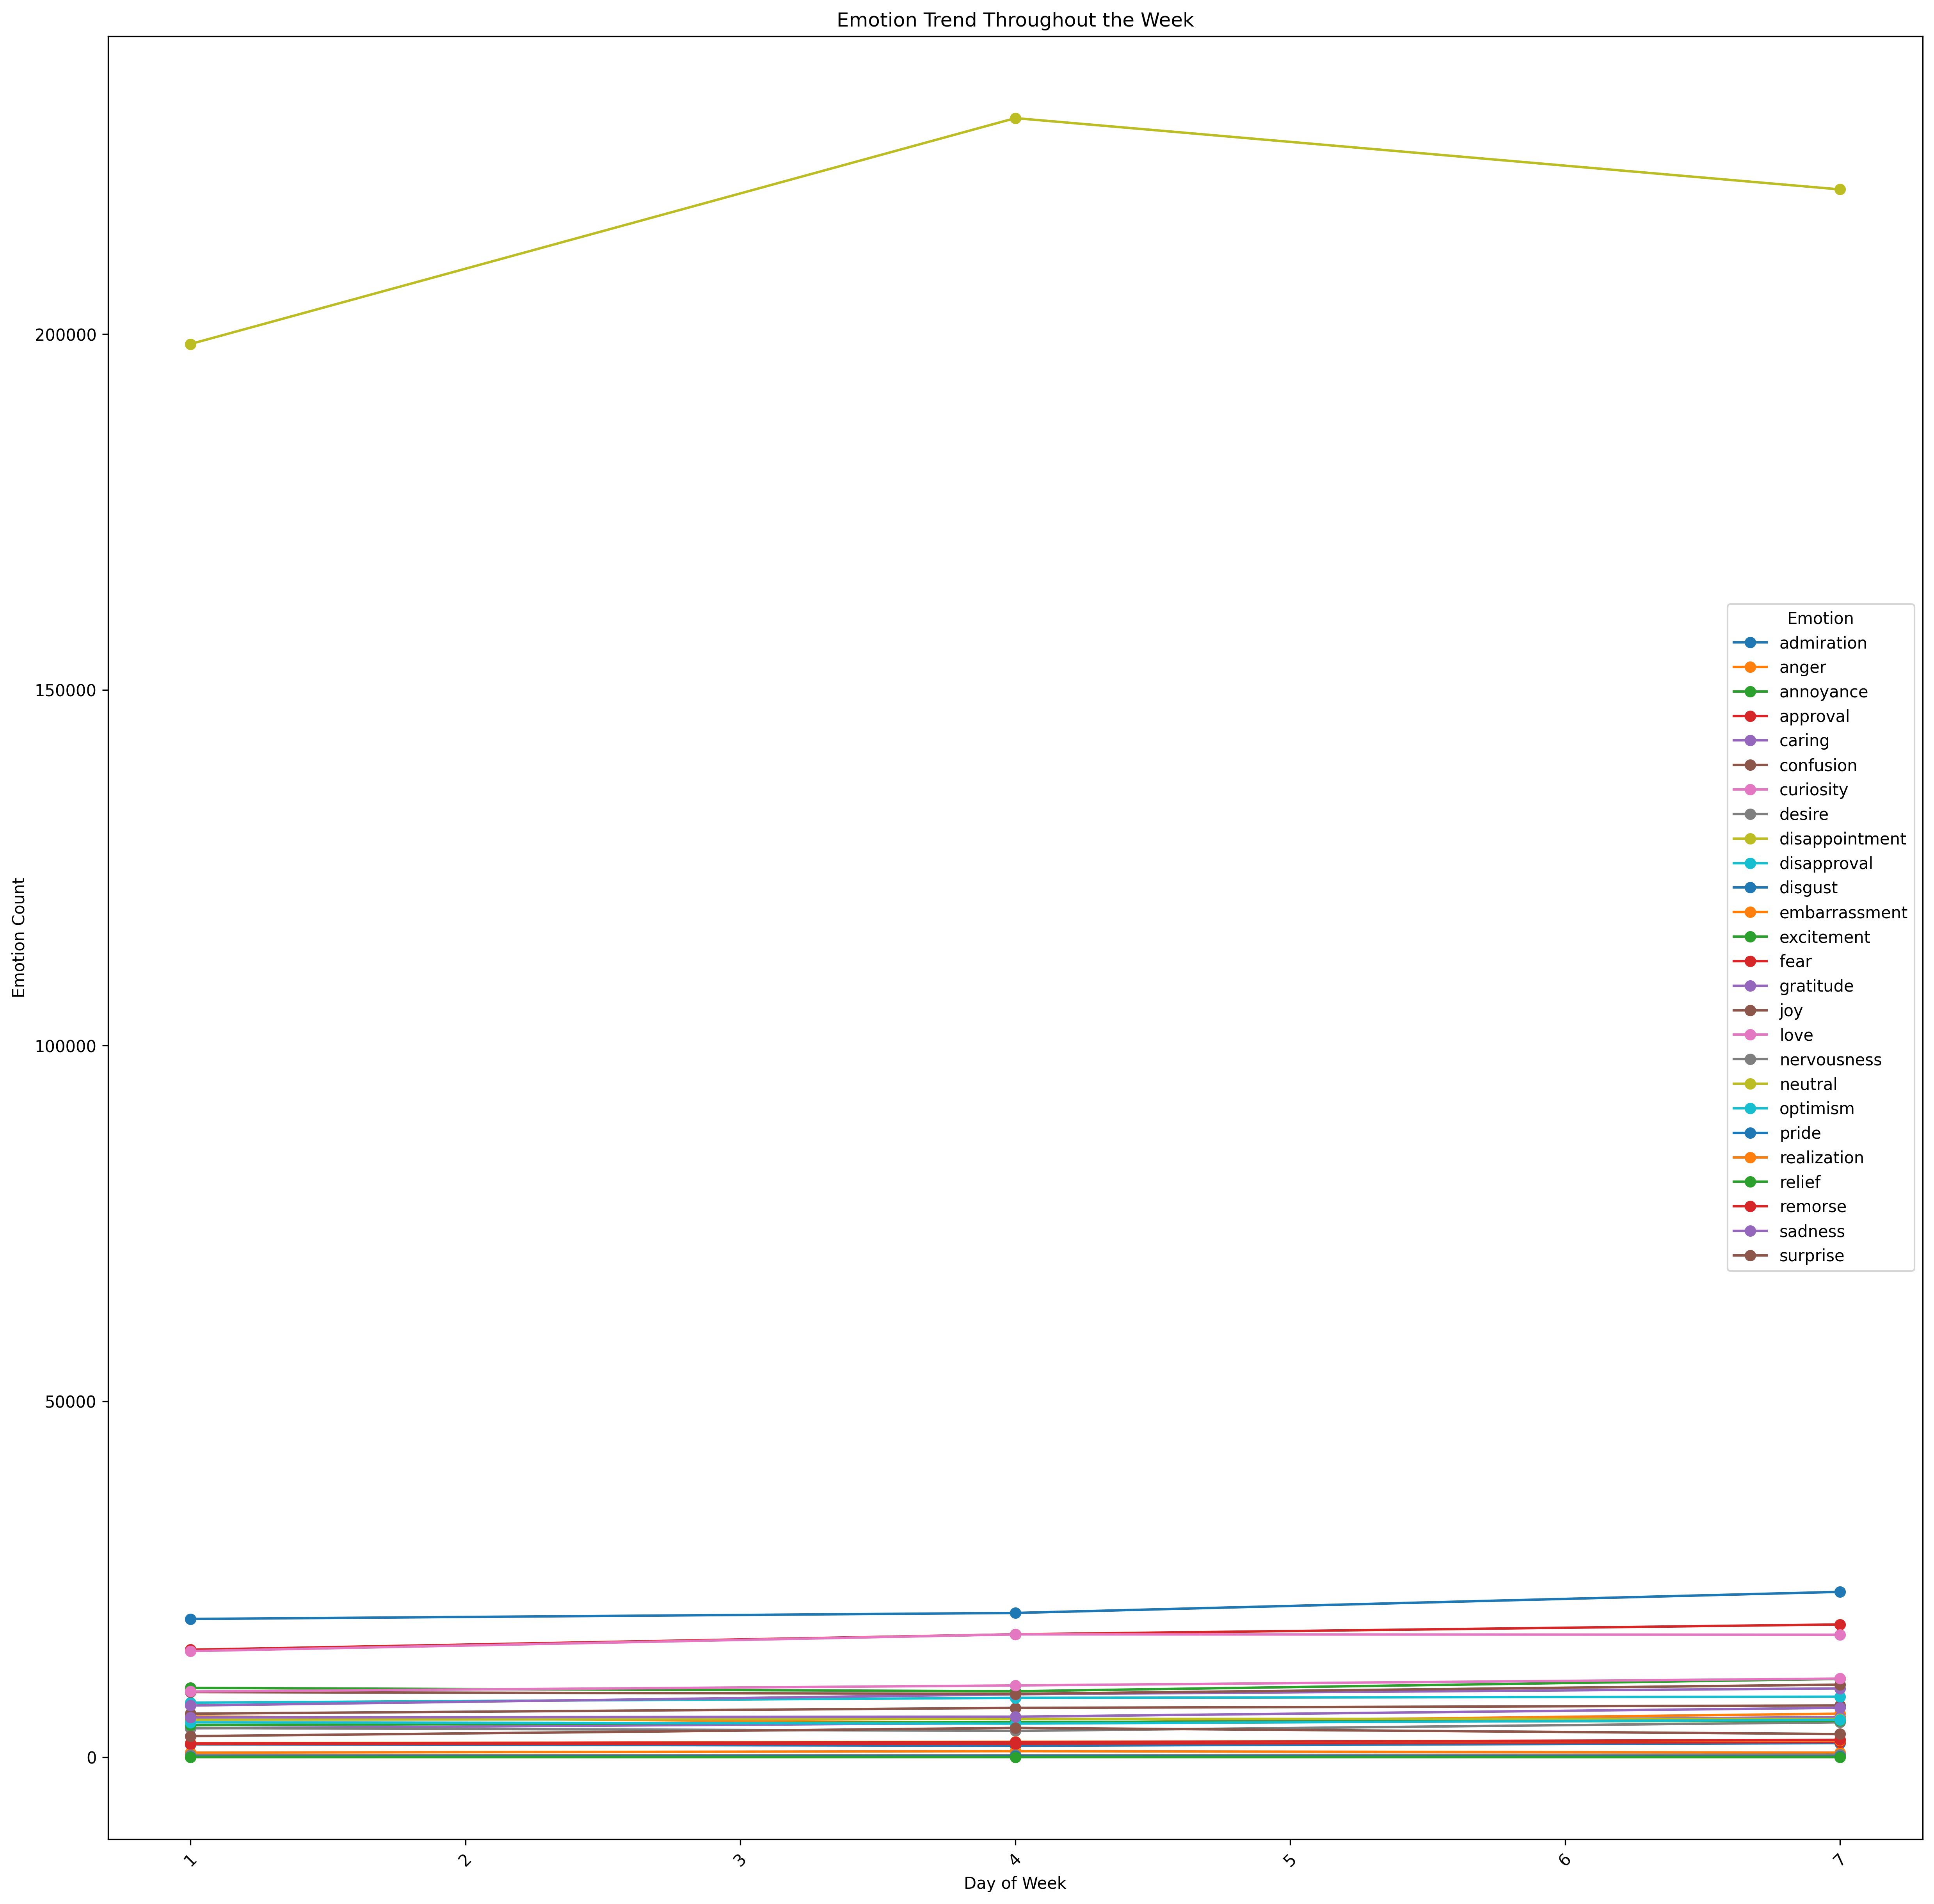 Emotion Trend Throughout the Week
200000
150000
100000
50000
0
Emotion Count
1
2
3
4
5
6
7
Day of Week
Emotion
admiration
anger
annoyance
approval
caring
confusion
curiosity
desire
disappointment
disapproval
disgust
embarrassment
excitement
fear
gratitude
joy
love
nervousness
neutral
optimism
pride
realization
relief
remorse
sadness
surprise